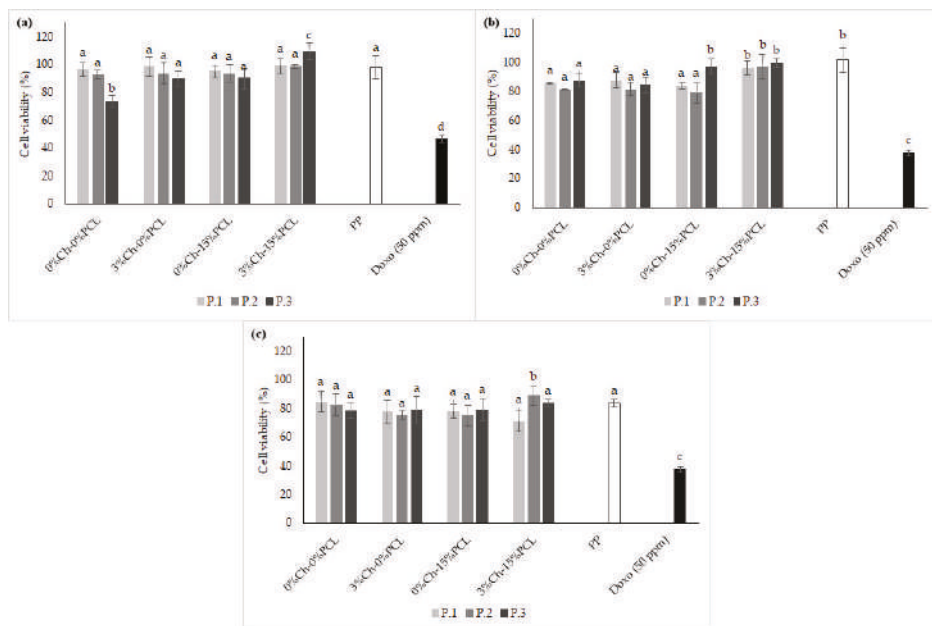 (a)
Cell viability (%)
120
100
80
60
40
20
0
a a b a a a a a a a a c a d
0%Ch-0%PCL
3%Ch-0%PCL
0%Ch-15%PCL
3%Ch-15%PCL
PP
Doxo (50 ppm)
P.1 P.2 P.3
(b)
Cell viability (%)
120
100
80
60
40
20
0
a a a a a a a a b b b b b c
0%Ch-0%PCL
3%Ch-0%PCL
0%Ch-15%PCL
3%Ch-15%PCL
PP
Doxo (50 ppm)
P.1 P.2 P.3
(c)
Cell viability (%)
120
100
80
60
40
20
0
a a a a a a a a a a b a a c
0%Ch-0%PCL
3%Ch-0%PCL
0%Ch-15%PCL
3%Ch-15%PCL
PP
Doxo (50 ppm)
P.1 P.2 P.3